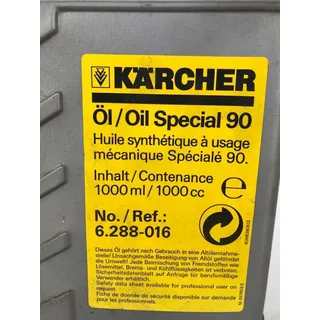 KÄRCHER
Öl/Oil Special 90
Huile synthétique à usage
mécanique Spécialé 90.
Inhalt/Contenance
1000 ml/1000 cc
e
No./Ref.:
6.288-016
Dieses Öl gehört nach Gebrauch in eine Altölannahme-
stelle! Unsachgemäße Beseitigung von Altöl gefährdet
die Umwelt! Jede Beimischung von Fremdstoffen wie
Lösemittel, Brems- und Kühlflüssigkeiten ist verboten.
Sicherheitsdatenblatt auf Anfrage für berufsmäßige
Verwender erhältlich.
Safety data sheet available for professional user on
request.
Fiche de donnée de sécurité disponible sur demande
pour les professionnels.